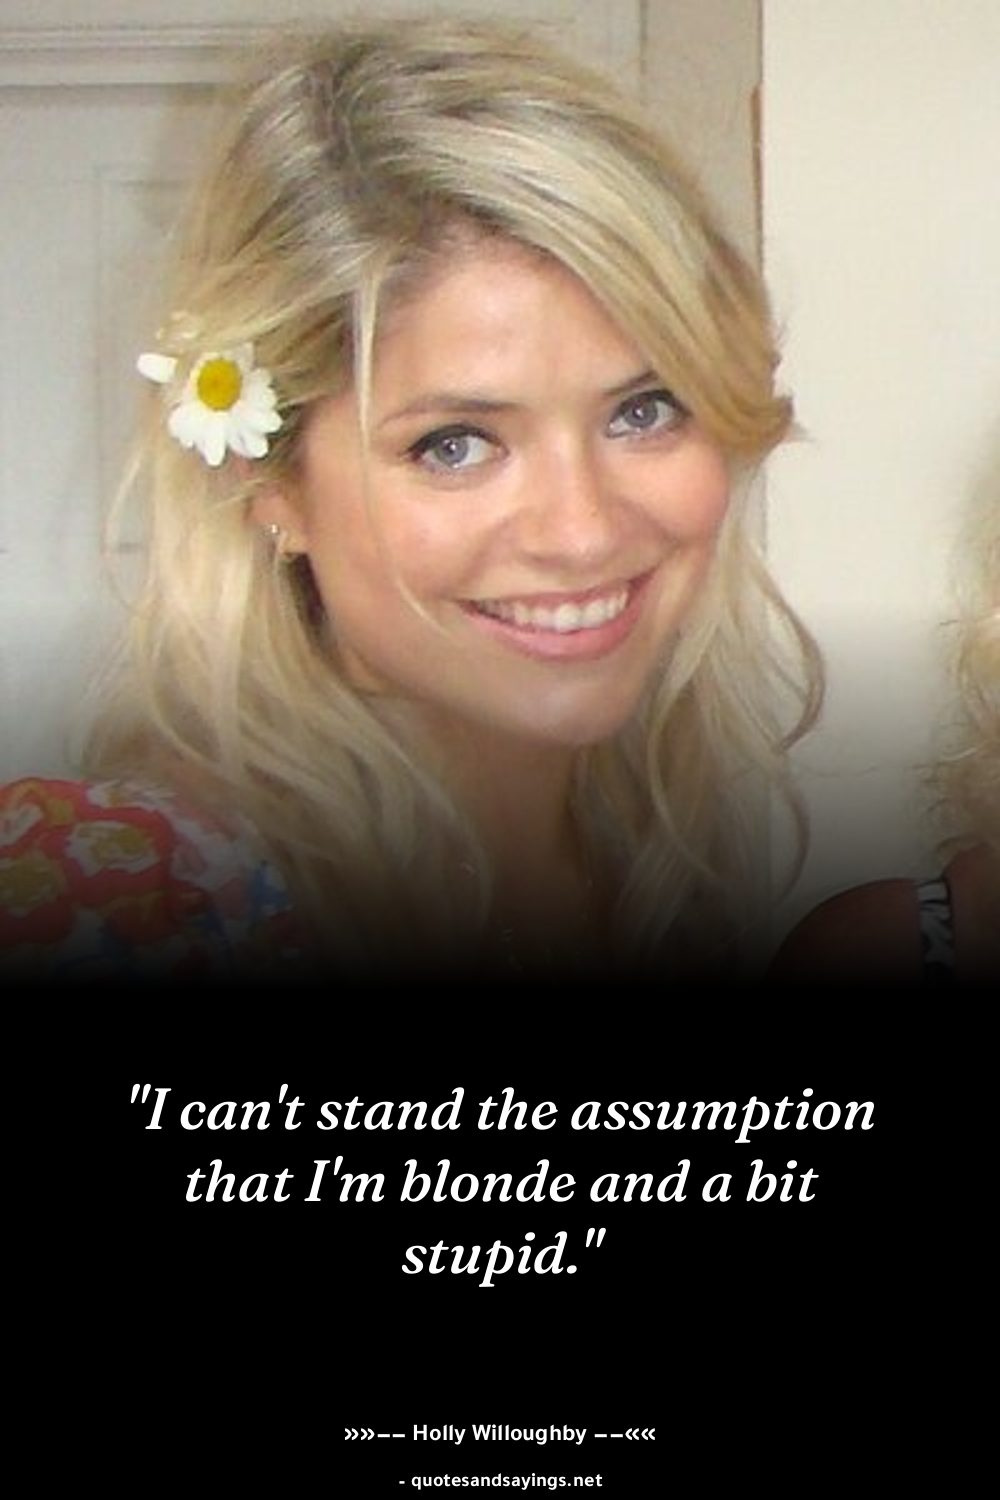 "I can't stand the assumption
that I'm blonde and a bit
stupid."
»»−− Holly Willoughby −−««
- quotesandsayings.net